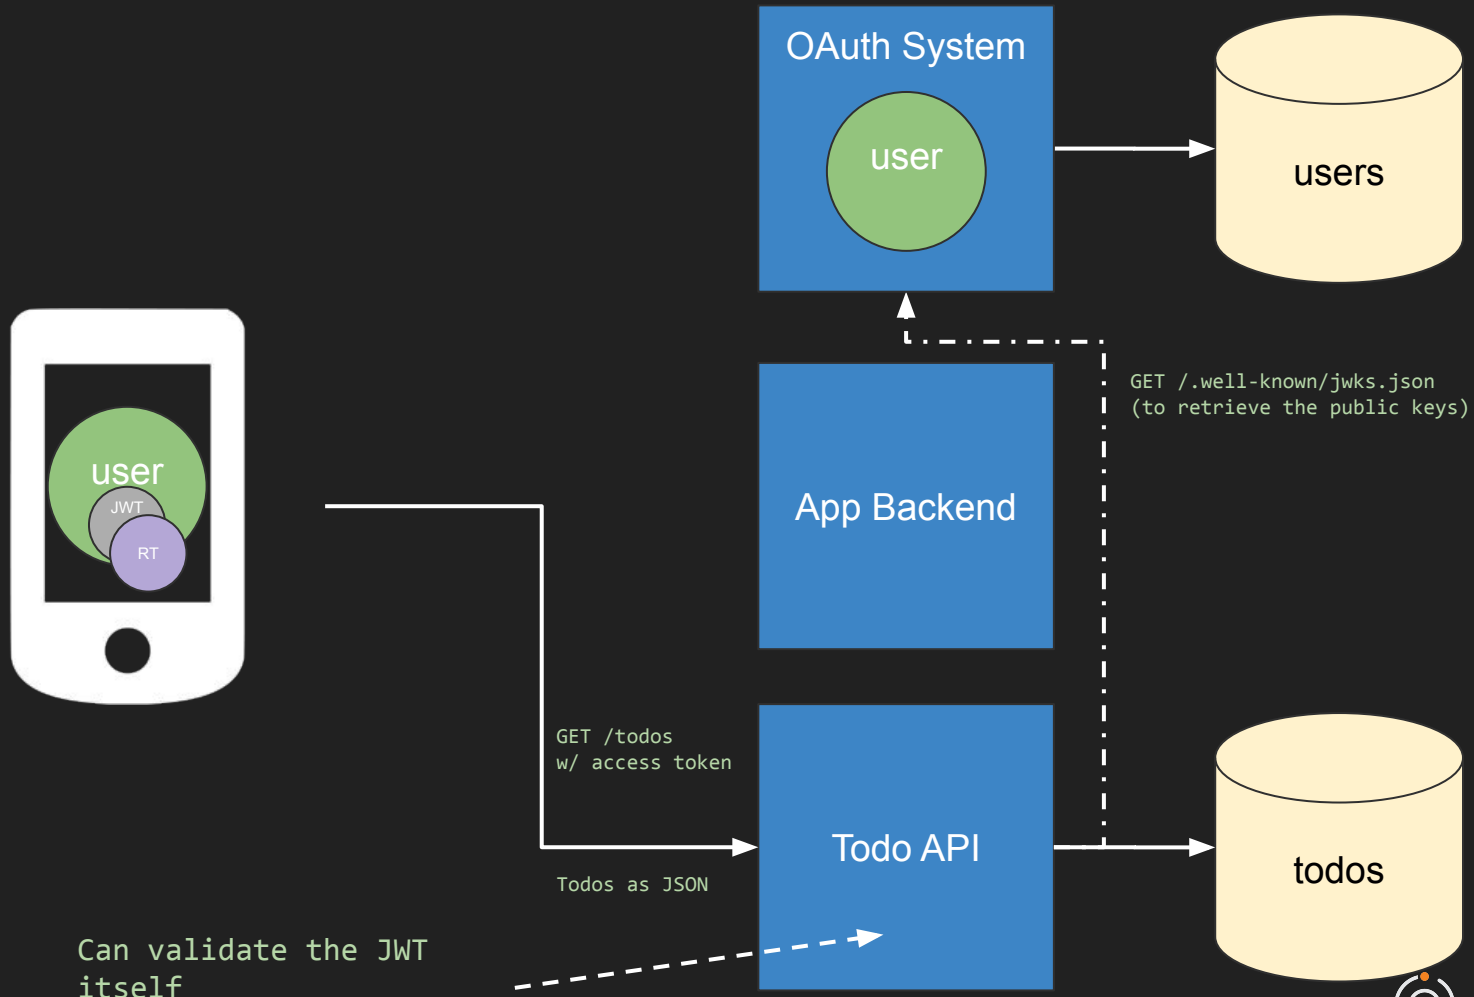 OAuth System
user
users
GET /.well-known/jwks.json
(to retrieve the public keys)
user
JWT
RT
App Backend
GET /todos
w/ access token
Todo API
Todos as JSON
todos
Can validate the JWT
itself